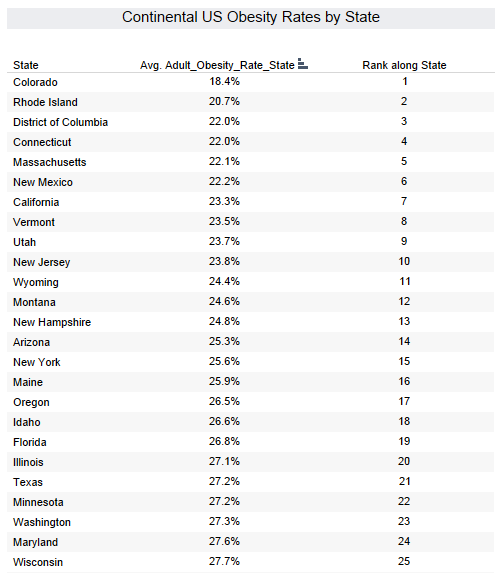 Continental US Obesity Rates by State
State Avg. Adult_Obesity_Rate_State Rank along State
Colorado 18.4% 1
Rhode Island 20.7% 2
District of Columbia 22.0% 3
Connecticut 22.0% 4
Massachusetts 22.1% 5
New Mexico 22.2% 6
California 23.3% 7
Vermont 23.5% 8
Utah 23.7% 9
New Jersey 23.8% 10
Wyoming 24.4% 11
Montana 24.6% 12
New Hampshire 24.8% 13
Arizona 25.3% 14
New York 25.6% 15
Maine 25.9% 16
Oregon 26.5% 17
Idaho 26.6% 18
Florida 26.8% 19
Illinois 27.1% 20
Texas 27.2% 21
Minnesota 27.2% 22
Washington 27.3% 23
Maryland 27.6% 24
Wisconsin 27.7% 25